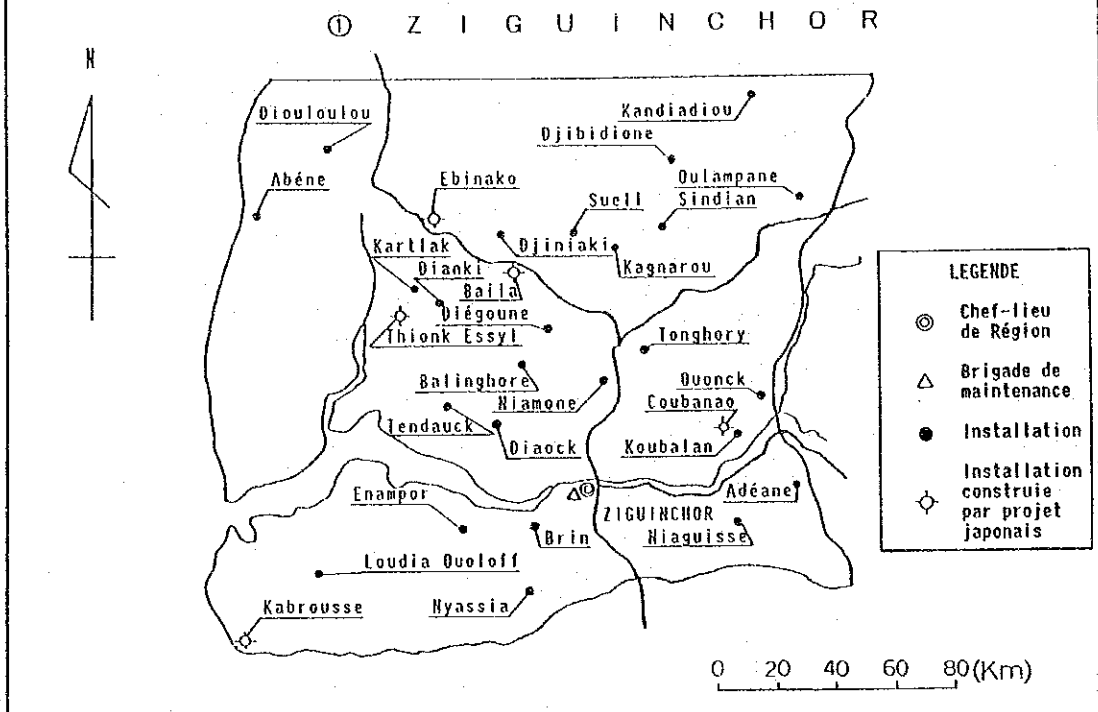 ① ZIGUINCHOR
N
Kandiadiou
Diouloulou
Djibidione
Abéne
Ebinako
Oulampane
Suell
Sindian
Kartlak
Djiniaki
Dianki
Kagnarou
Baila
Diégoune
Thionk Essyl
Tonghory
Balinghore
Niamone
Ouonck
Coubanao
Tendauck
Diaock
Koubalan
Enampor
Adéane
ZIGUINCHOR
Brin
Niaguisse
Loudia Ouoloff
Kabrousse
Nyassia
LEGENDE
Chef-lieu
de Région
Brigade de
maintenance
Installation
Installation
construie
par projet
japonais
0 20 40 60 80(Km)